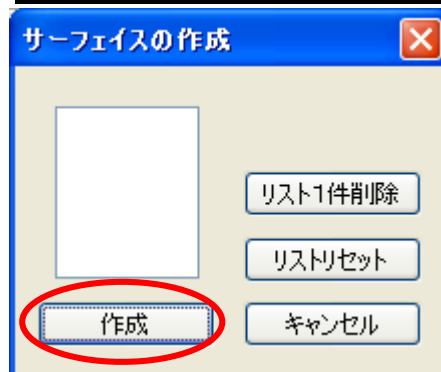 サーフェイスの作成
リスト1件削除
リストリセット
作成
キャンセル